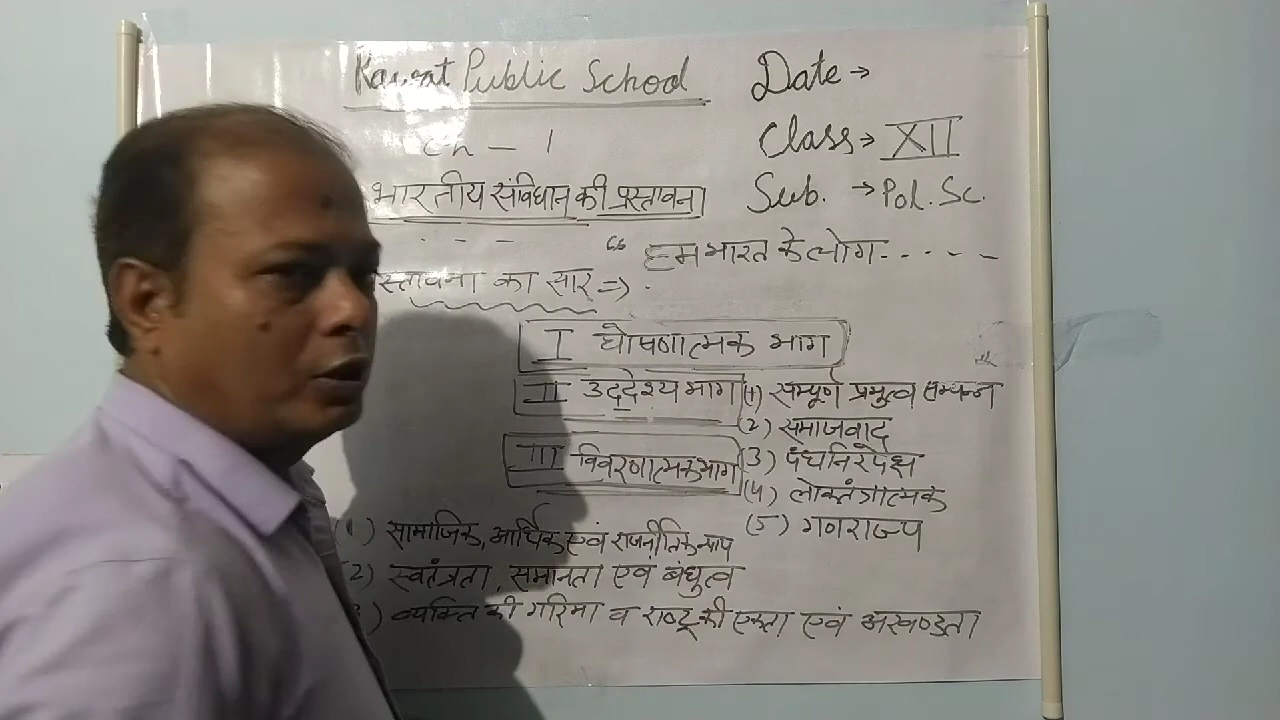 Public School Date →
Ch - 1 Class → XII
भारतीय संविधान की प्रस्तावना Sub. → Pol. Sc.
- - - “ हम भारत के लोग - - - - -
स्तावना का सार ⇒
I घोषणात्मक भाग
II उद्देश्य भाग (1) सम्पूर्ण प्रभुत्व सम्पन्न
(2) समाजवाद
III विवरणात्मक भाग (3) पंथनिरपेक्ष
(4) लोकतंत्रात्मक
(5) गणराज्य
1) सामाजिक, आर्थिक एवं राजनीतिक न्याय
2) स्वतंत्रता, समानता एवं बंधुत्व
3) व्यक्ति की गरिमा व राष्ट्र की एकता एवं अखण्डता